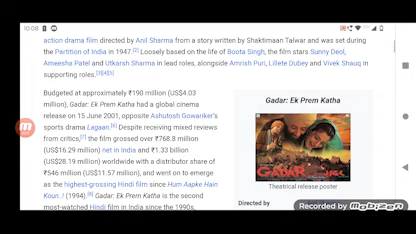 10:08
action drama film directed by Anil Sharma from a story written by Shaktimaan Talwar and was set during
the Partition of India in 1947.[2] Loosely based on the life of Boota Singh, the film stars Sunny Deol,
Ameesha Patel and Utkarsh Sharma in lead roles, alongside Amrish Puri, Lillete Dubey and Vivek Shauq in
supporting roles.[3][4][5]
Budgeted at approximately ₹190 million (US$4.03
million), Gadar: Ek Prem Katha had a global cinema
release on 15 June 2001, opposite Ashutosh Gowariker's
sports drama Lagaan.[6] Despite receiving mixed reviews
from critics,[7] the film grossed over ₹768.8 million
(US$16.29 million) net in India and ₹1.33 billion
(US$28.19 million) worldwide with a distributor share of
₹546 million (US$11.57 million), and went on to emerge
as the highest-grossing Hindi film since Hum Aapke Hain
Koun..! (1994).[8] Gadar: Ek Prem Katha is the second
most-watched Hindi film in India since the 1990s,
Gadar: Ek Prem Katha
GADAR
Theatrical release poster
Directed by
Recorded by MOBIZEN